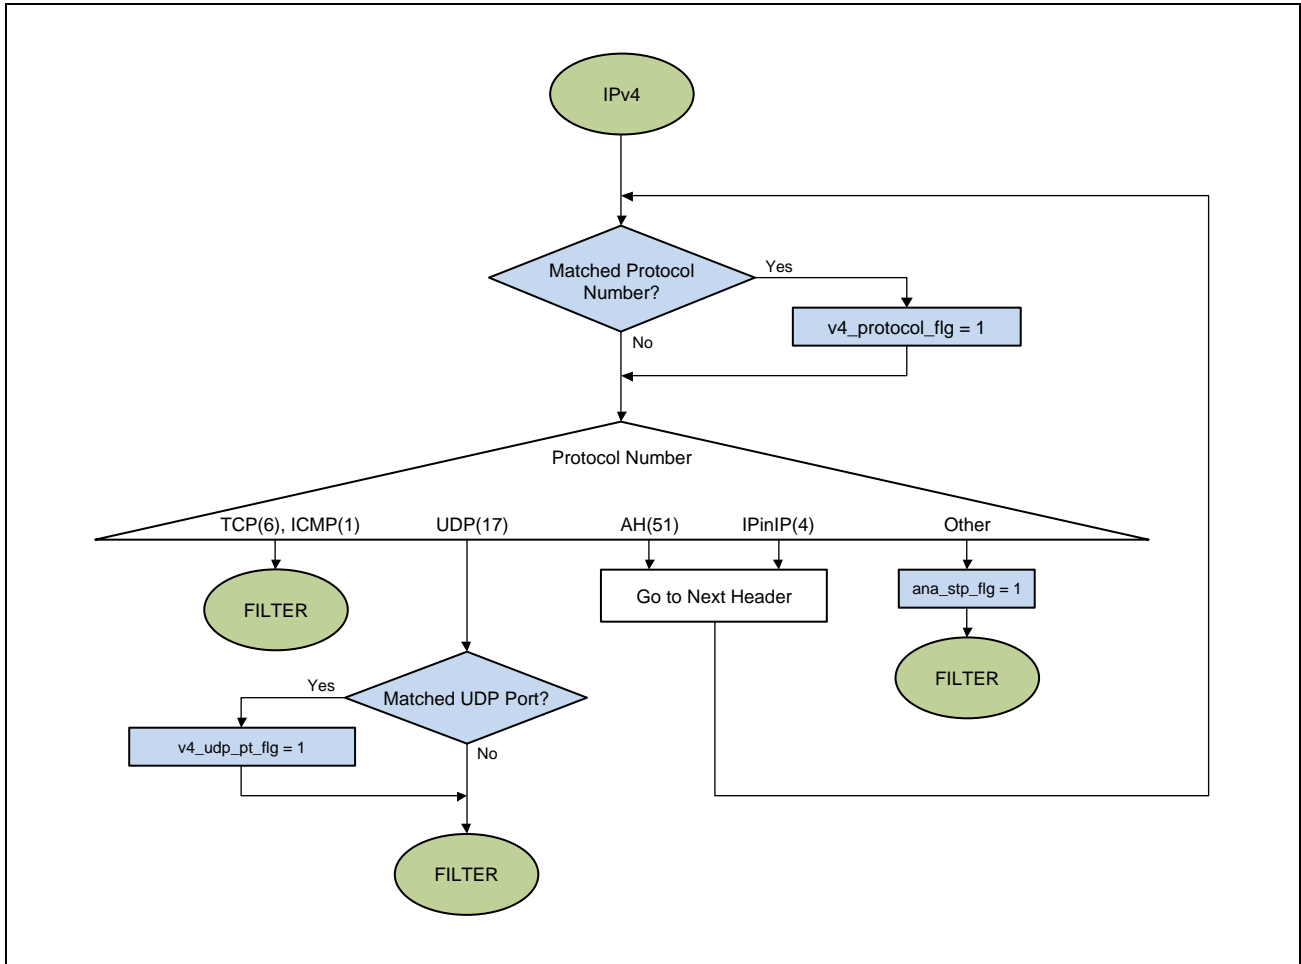 IPv4
Matched Protocol
Number?
Yes
v4_protocol_flg = 1
No
Protocol Number
TCP(6), ICMP(1)
UDP(17)
AH(51)
IPinIP(4)
Other
FILTER
Go to Next Header
ana_stp_flg = 1
FILTER
Matched UDP Port?
Yes
v4_udp_pt_flg = 1
No
FILTER